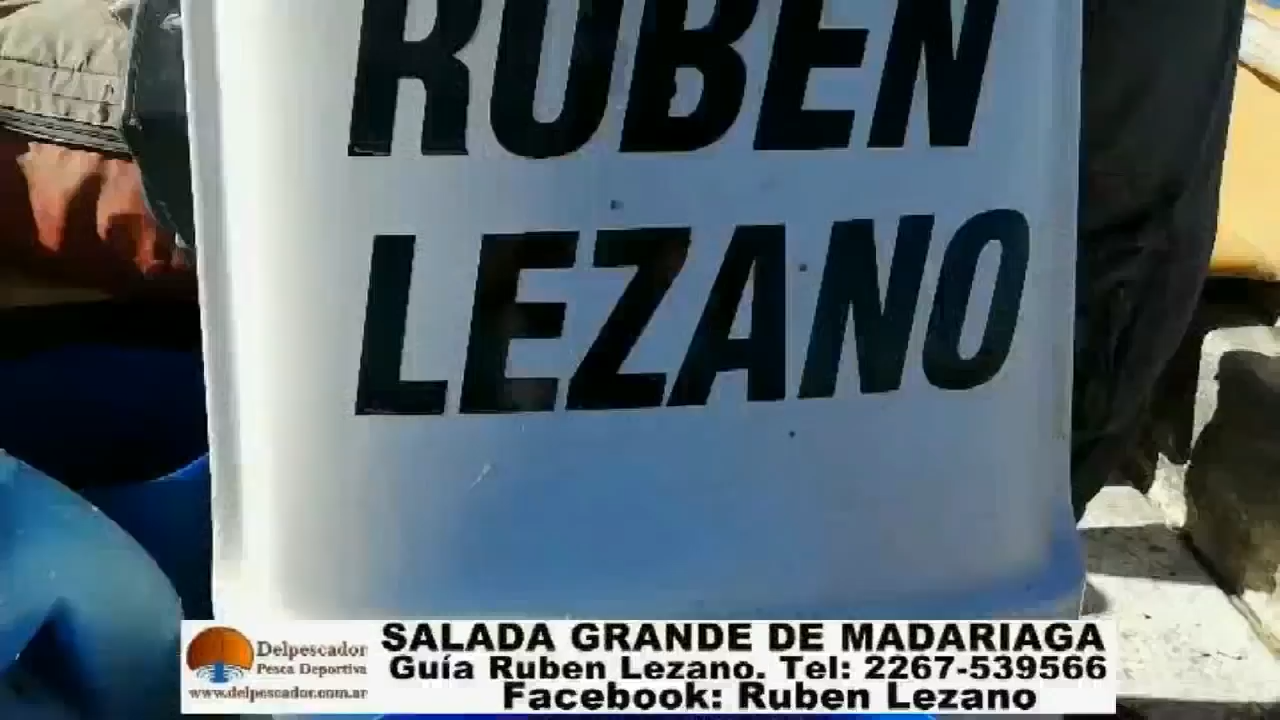 RUBEN
LEZANO
Delpescador
Pesca Deportiva
www.delpescador.com.ar
SALADA GRANDE DE MADARIAGA
Guía Ruben Lezano. Tel: 2267-539566
Facebook: Ruben Lezano